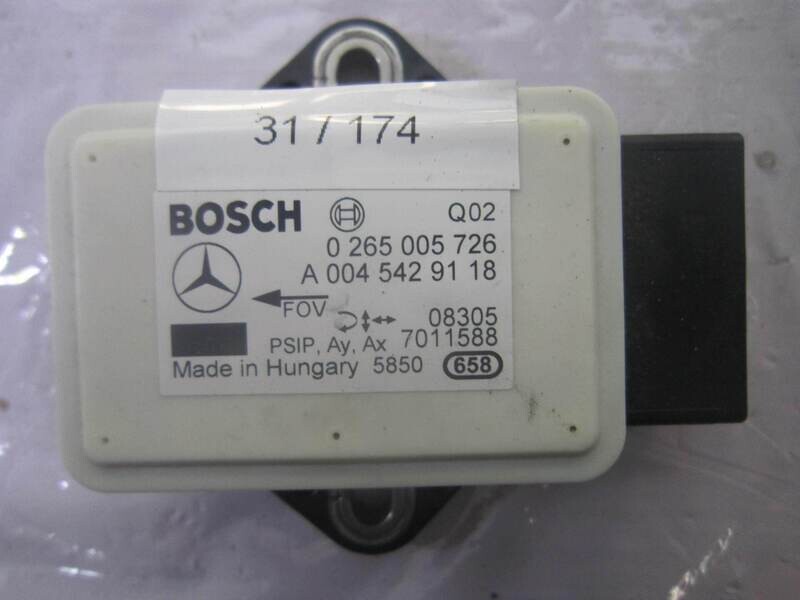 31 / 174
BOSCH Q02
0 265 005 726
A 004 542 91 18
FOV
08305
PSIP, Ay, Ax 7011588
Made in Hungary 5850 658